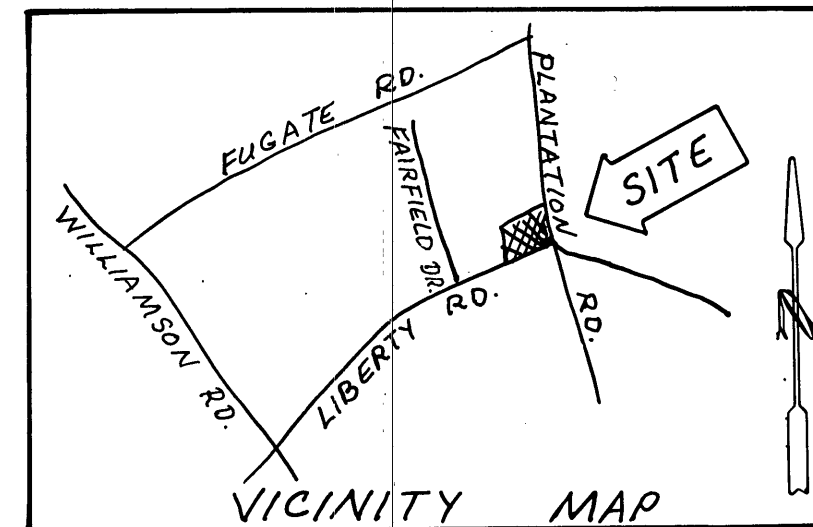 FUGATE RD.
PLANTATION RD.
FAIRFIELD DR.
SITE
WILLIAMSON RD.
LIBERTY RD.
N
VICINITY MAP